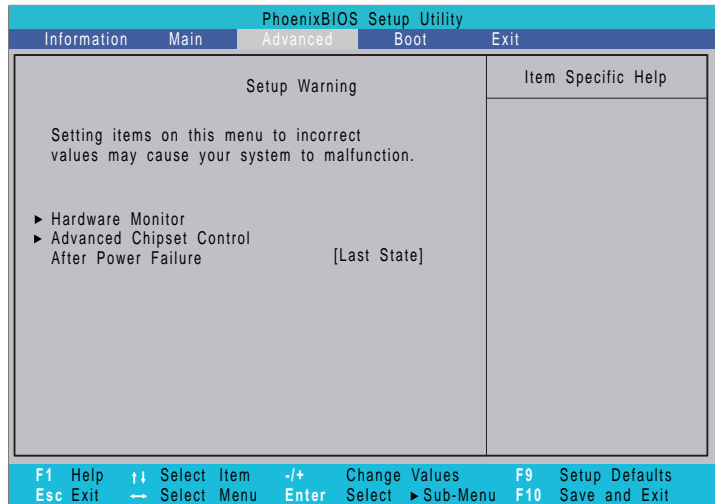 PhoenixBIOS Setup Utility
Information Main Advanced Boot Exit
Setup Warning
Setting items on this menu to incorrect
values may cause your system to malfunction.
► Hardware Monitor
► Advanced Chipset Control
After Power Failure [Last State]
Item Specific Help
F1 Help ↑↓ Select Item -/+ Change Values F9 Setup Defaults
Esc Exit ↔ Select Menu Enter Select ►Sub-Menu F10 Save and Exit